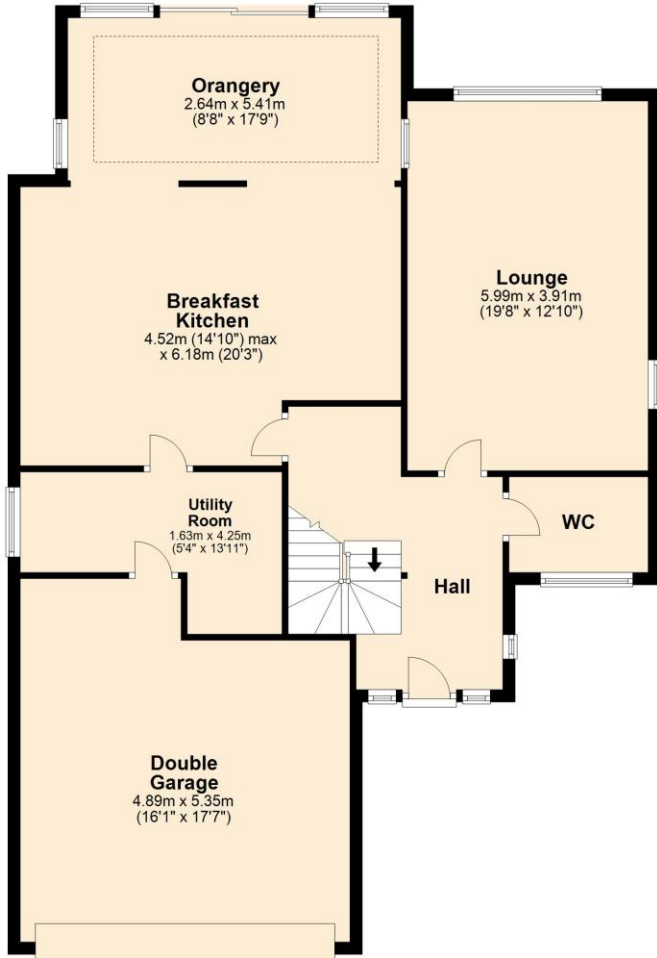 Orangery
2.64m x 5.41m
(8'8" x 17'9")
Lounge
5.99m x 3.91m
(19'8" x 12'10")
Breakfast
Kitchen
4.52m (14'10") max
x 6.18m (20'3")
Utility
Room
1.63m x 4.25m
(5'4" x 13'11")
WC
Hall
Double
Garage
4.89m x 5.35m
(16'1" x 17'7")